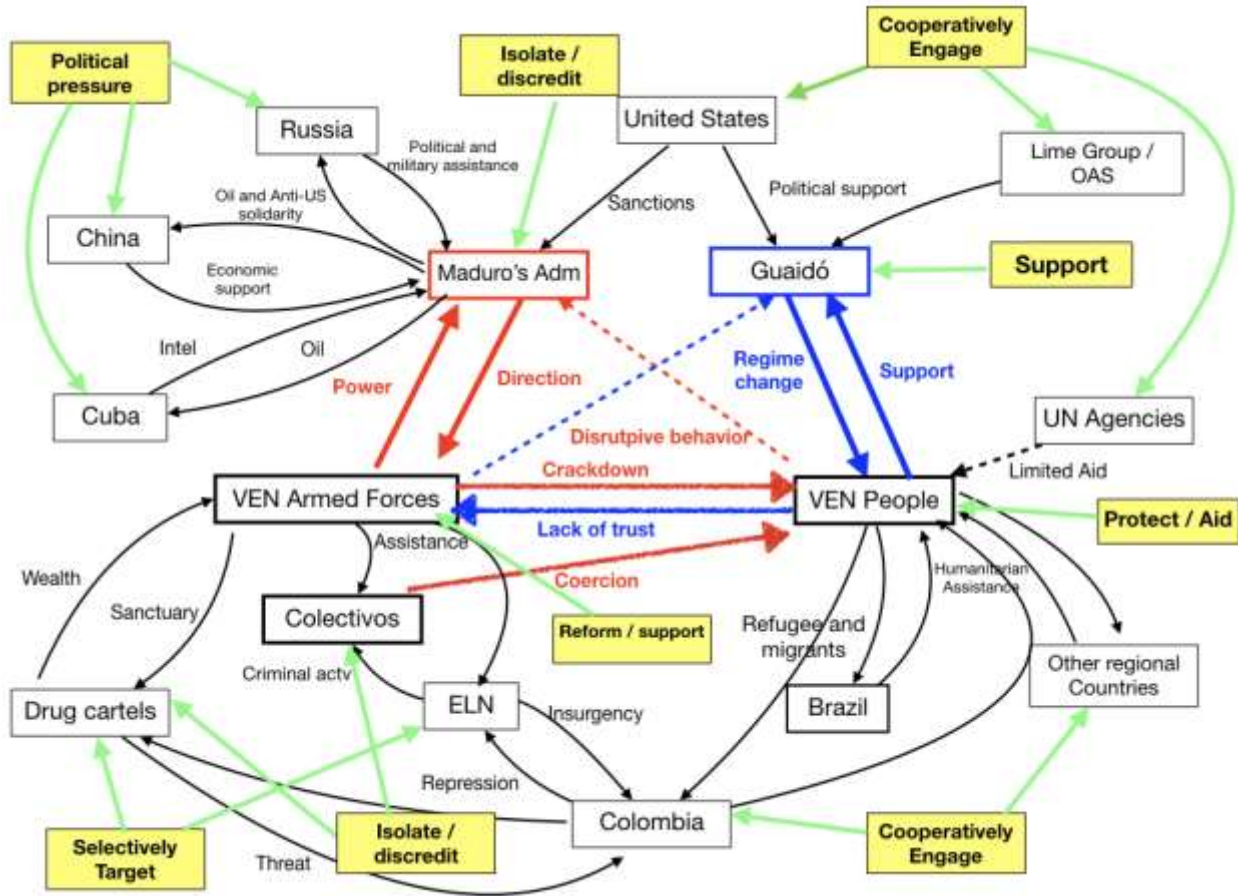 Cooperatively
Engage
Isolate /
discredit
Political
pressure
United States
Russia
Political and
military assistance
Lime Group /
OAS
Sanctions
Political support
Oil and Anti-US
solidarity
China
Maduro's Adm
Guaidó
Support
Economic
support
Intel
Oil
Power
Direction
Regime
change
Support
Cuba
UN Agencies
Disrutpive behavior
Crackdown
Limited Aid
VEN Armed Forces
VEN People
Protect / Aid
Lack of trust
Assistance
Wealth
Coercion
Humanitarian
Assistance
Sanctuary
Colectivos
Reform / support
Refugee and
migrants
Other regional
Countries
Criminal actv
Drug cartels
ELN
Insurgency
Brazil
Repression
Colombia
Selectively
Target
Threat
Isolate /
discredit
Cooperatively
Engage